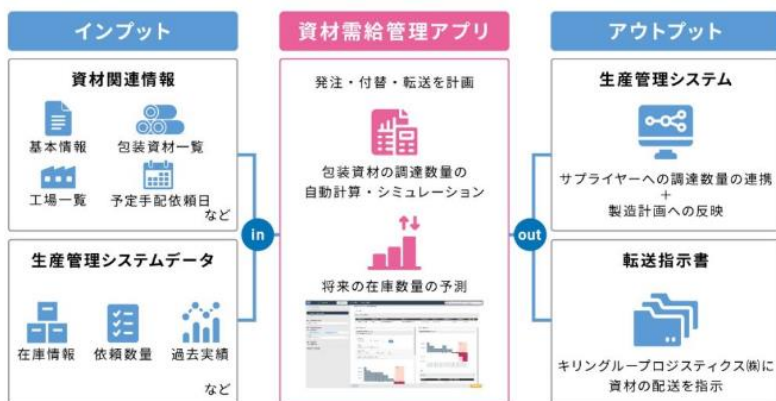 インプット
資材関連情報
基本情報
包装資材一覧
工場一覧
予定手配依頼日
など
生産管理システムデータ
在庫情報
依頼数量
過去実績
など
in
資材需給管理アプリ
発注・付替・転送を計画
包装資材の調達数量の
自動計算・シミュレーション
将来の在庫数量の予測
out
アウトプット
生産管理システム
サプライヤーへの調達数量の連携
+
製造計画への反映
転送指示書
キリングループロジスティクス㈱に
資材の配送を指示